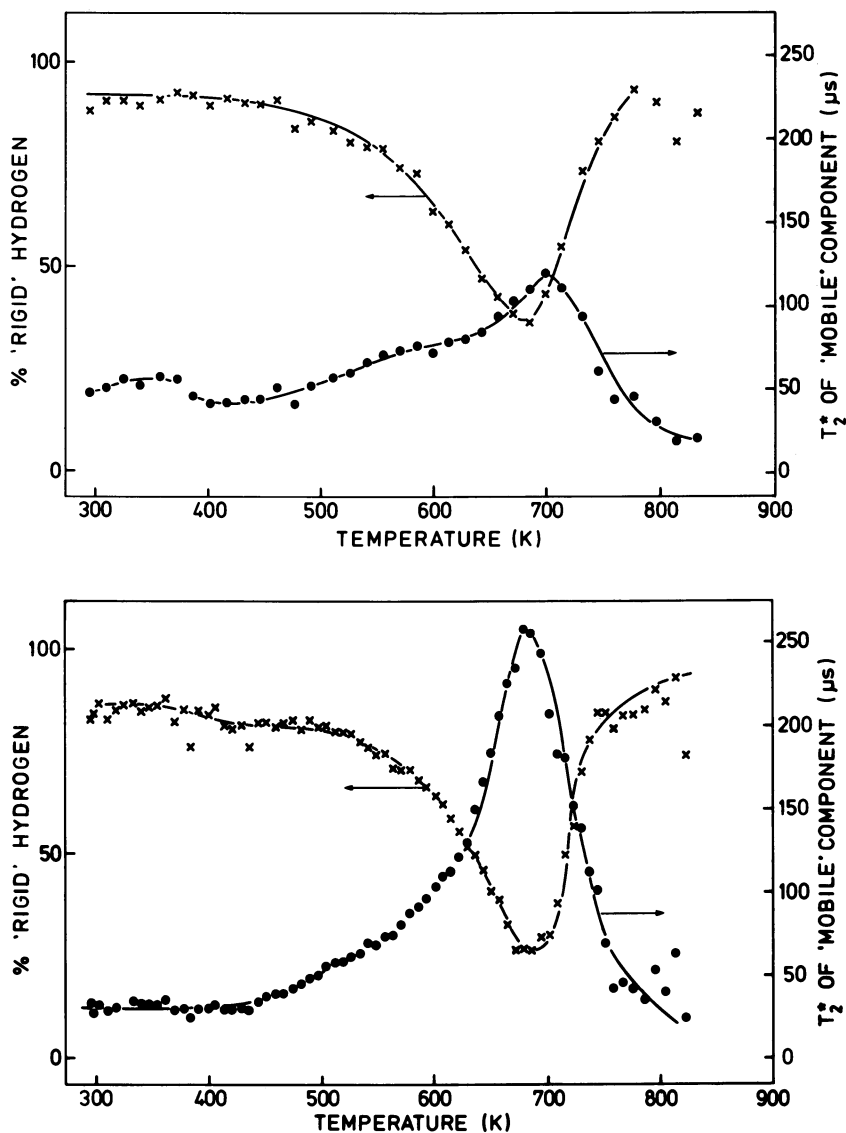 100
50
0
% 'RIGID' HYDROGEN
250
200
150
100
50
0
T₂* OF 'MOBILE' COMPONENT (µs)
300 400 500 600 700 800 900
TEMPERATURE (K)
100
50
0
% 'RIGID' HYDROGEN
250
200
150
100
50
0
T₂* OF 'MOBILE' COMPONENT (µs)
300 400 500 600 700 800 900
TEMPERATURE (K)